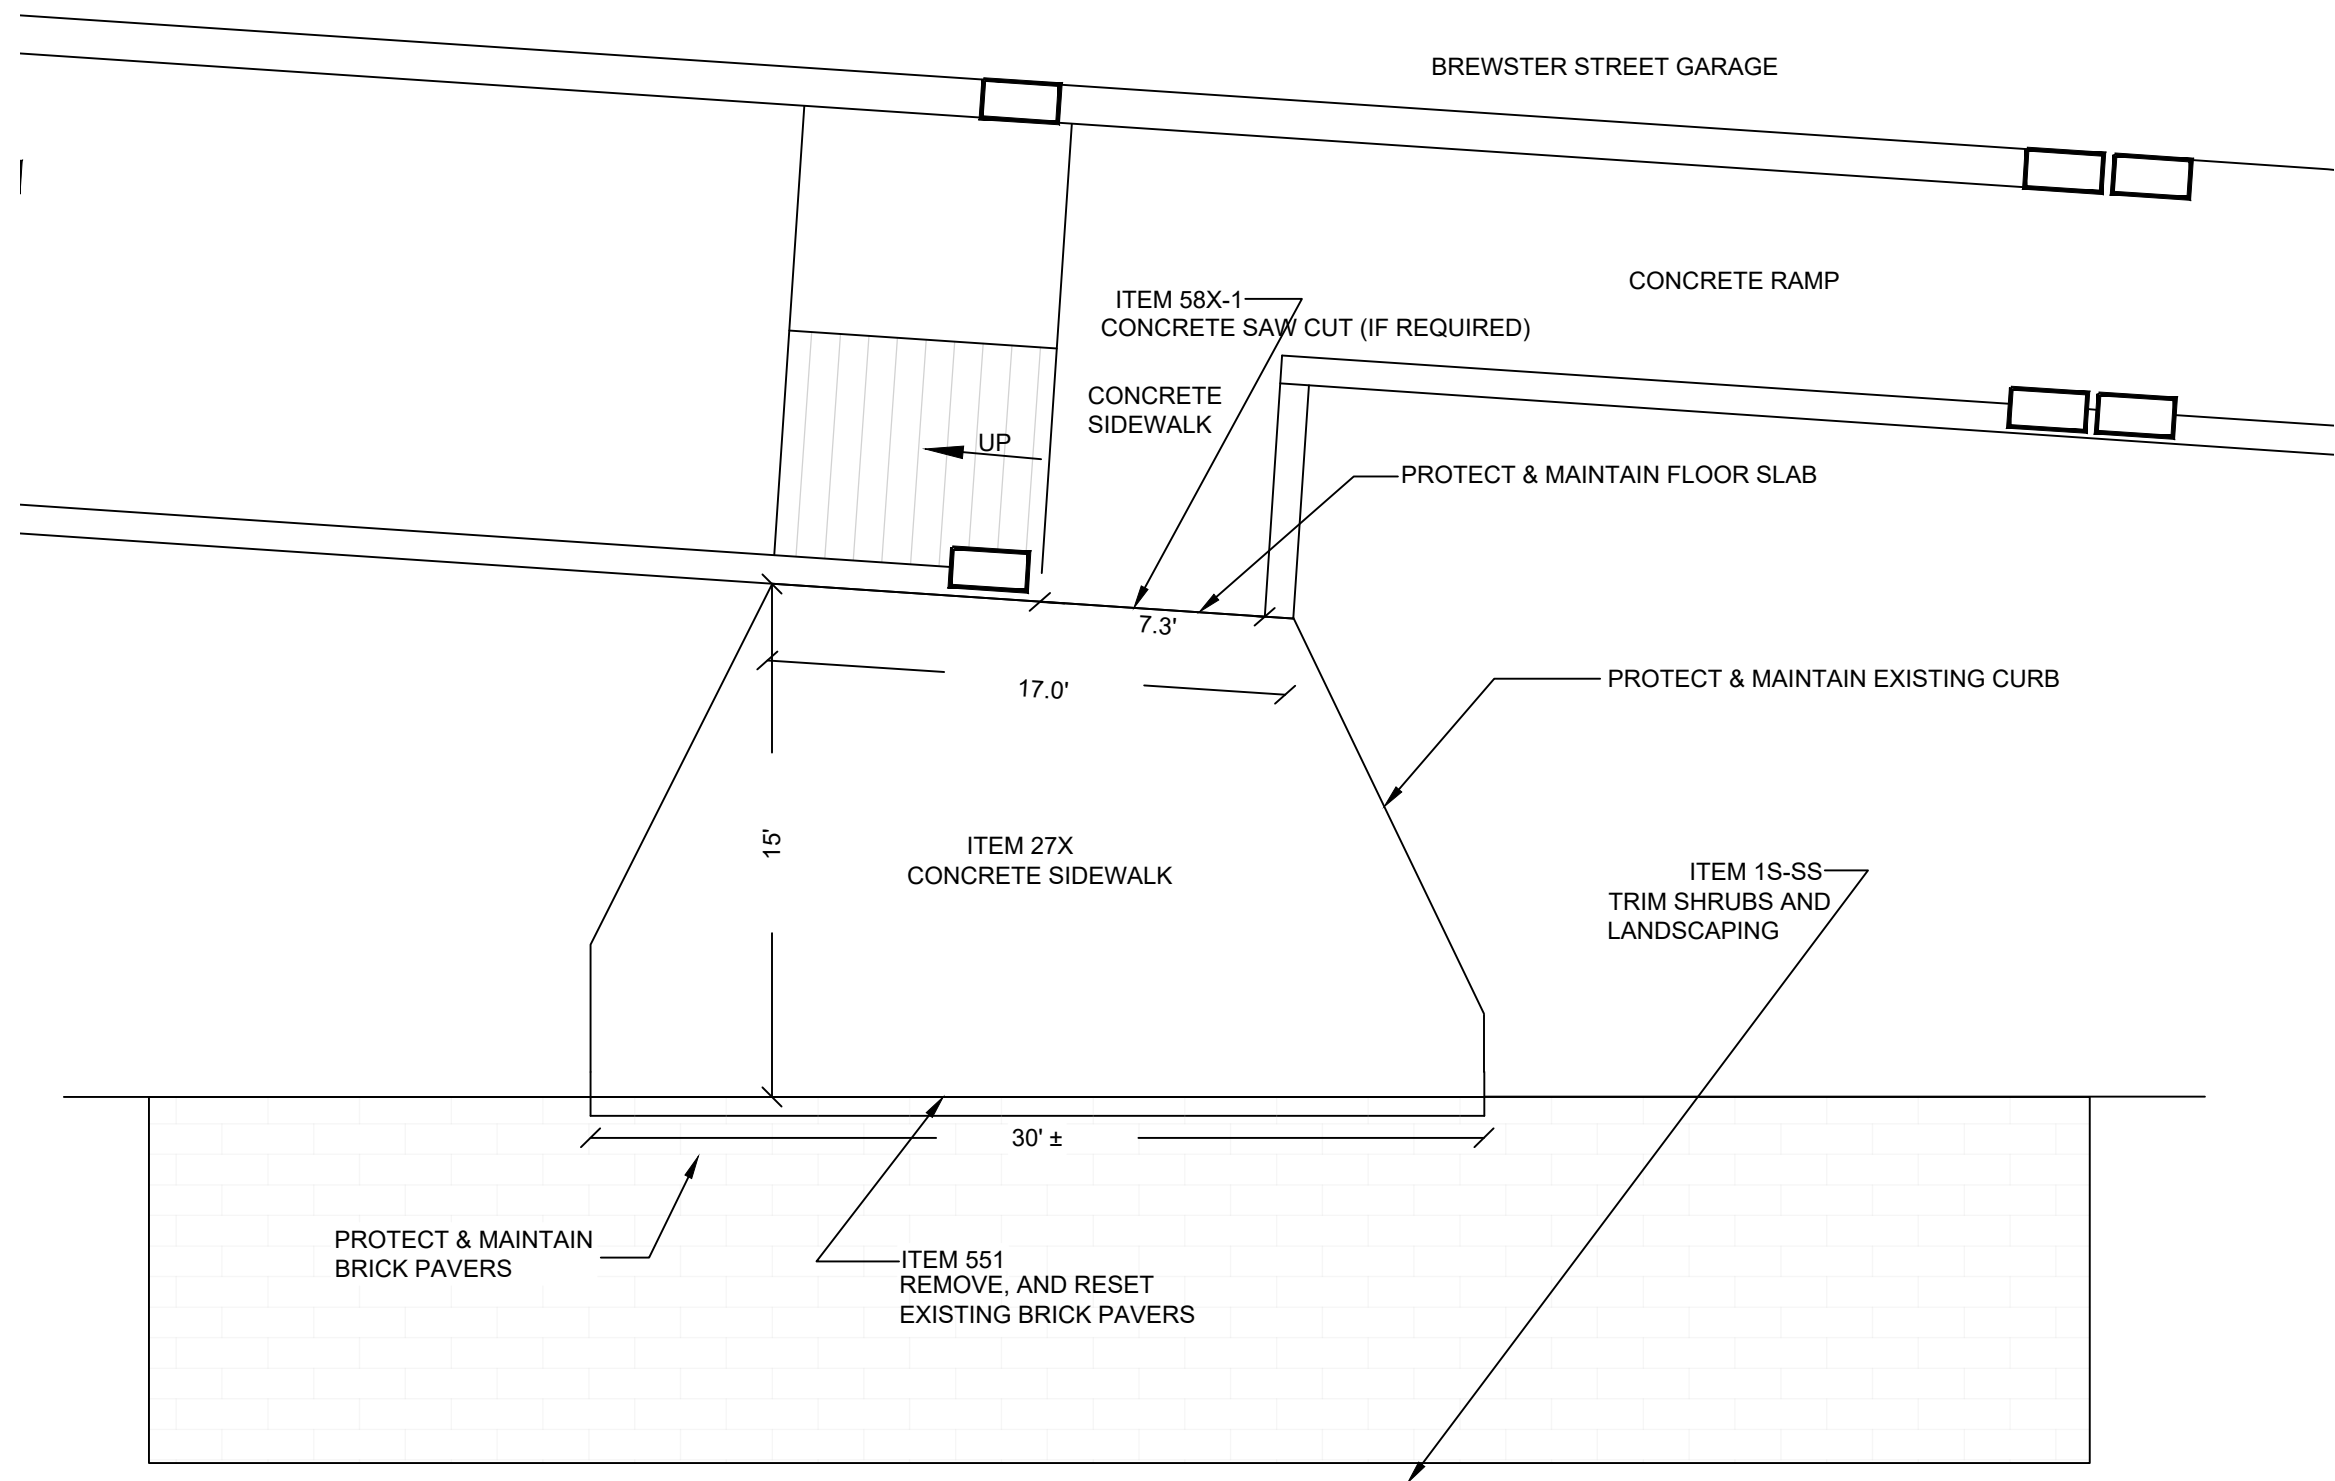 BREWSTER STREET GARAGE
CONCRETE RAMP
ITEM 58X-1
CONCRETE SAW CUT (IF REQUIRED)
CONCRETE
SIDEWALK
UP
PROTECT & MAINTAIN FLOOR SLAB
7.3'
17.0'
PROTECT & MAINTAIN EXISTING CURB
15'
ITEM 27X
CONCRETE SIDEWALK
ITEM 1S-SS
TRIM SHRUBS AND
LANDSCAPING
30' ±
PROTECT & MAINTAIN
BRICK PAVERS
ITEM 551
REMOVE, AND RESET
EXISTING BRICK PAVERS